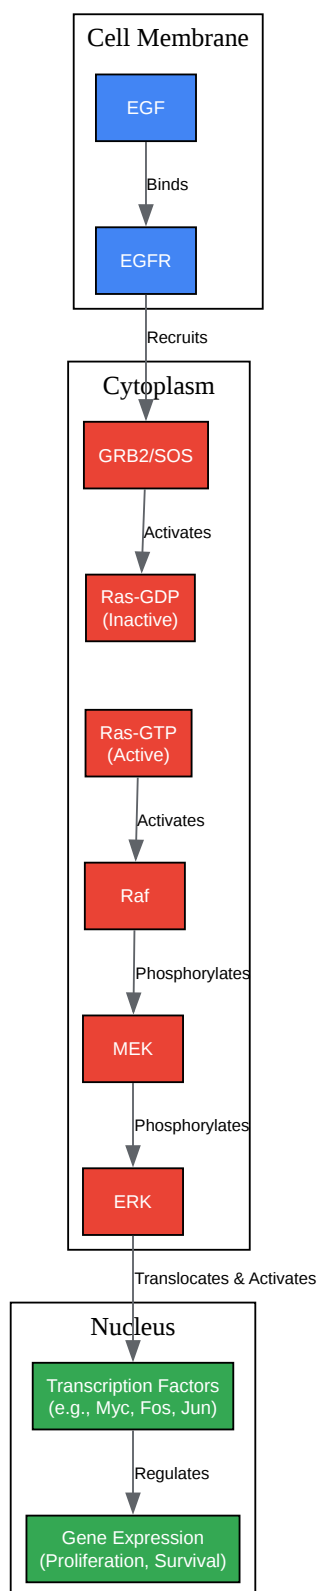 Cell Membrane
EGF
Binds
EGFR
Recruits
Cytoplasm
GRB2/SOS
Activates
Ras-GDP
(Inactive)
Ras-GTP
(Active)
Activates
Raf
Phosphorylates
MEK
Phosphorylates
ERK
Translocates & Activates
Nucleus
Transcription Factors
(e.g., Myc, Fos, Jun)
Regulates
Gene Expression
(Proliferation, Survival)